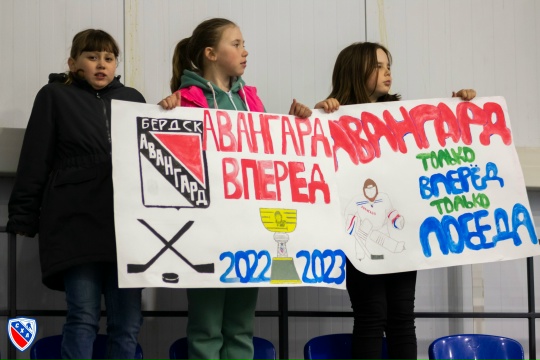 БЕРДСК
АВАНГАРД
АВАНГАРД
ВПЕРЕД
2022 2023
АВАНГАРД
ТОЛЬКО
ВПЕРЁД
ТОЛЬКО
ПОБЕДА